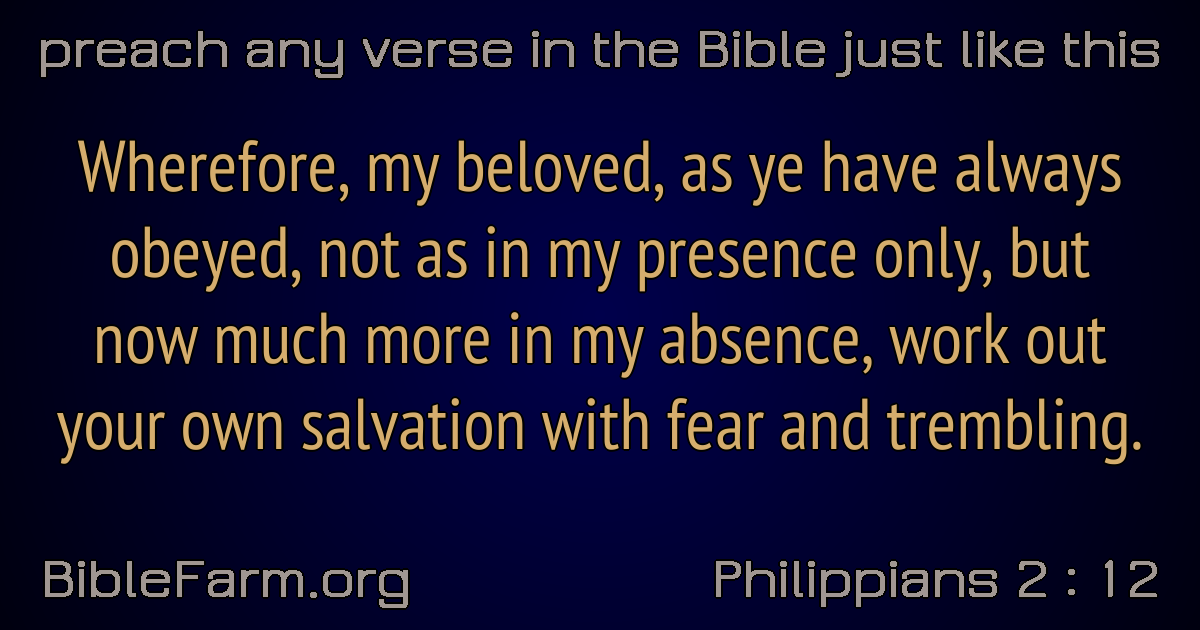 preach any verse in the Bible just like this
Wherefore, my beloved, as ye have always
obeyed, not as in my presence only, but
now much more in my absence, work out
your own salvation with fear and trembling.
BibleFarm.org
Philippians 2 : 12